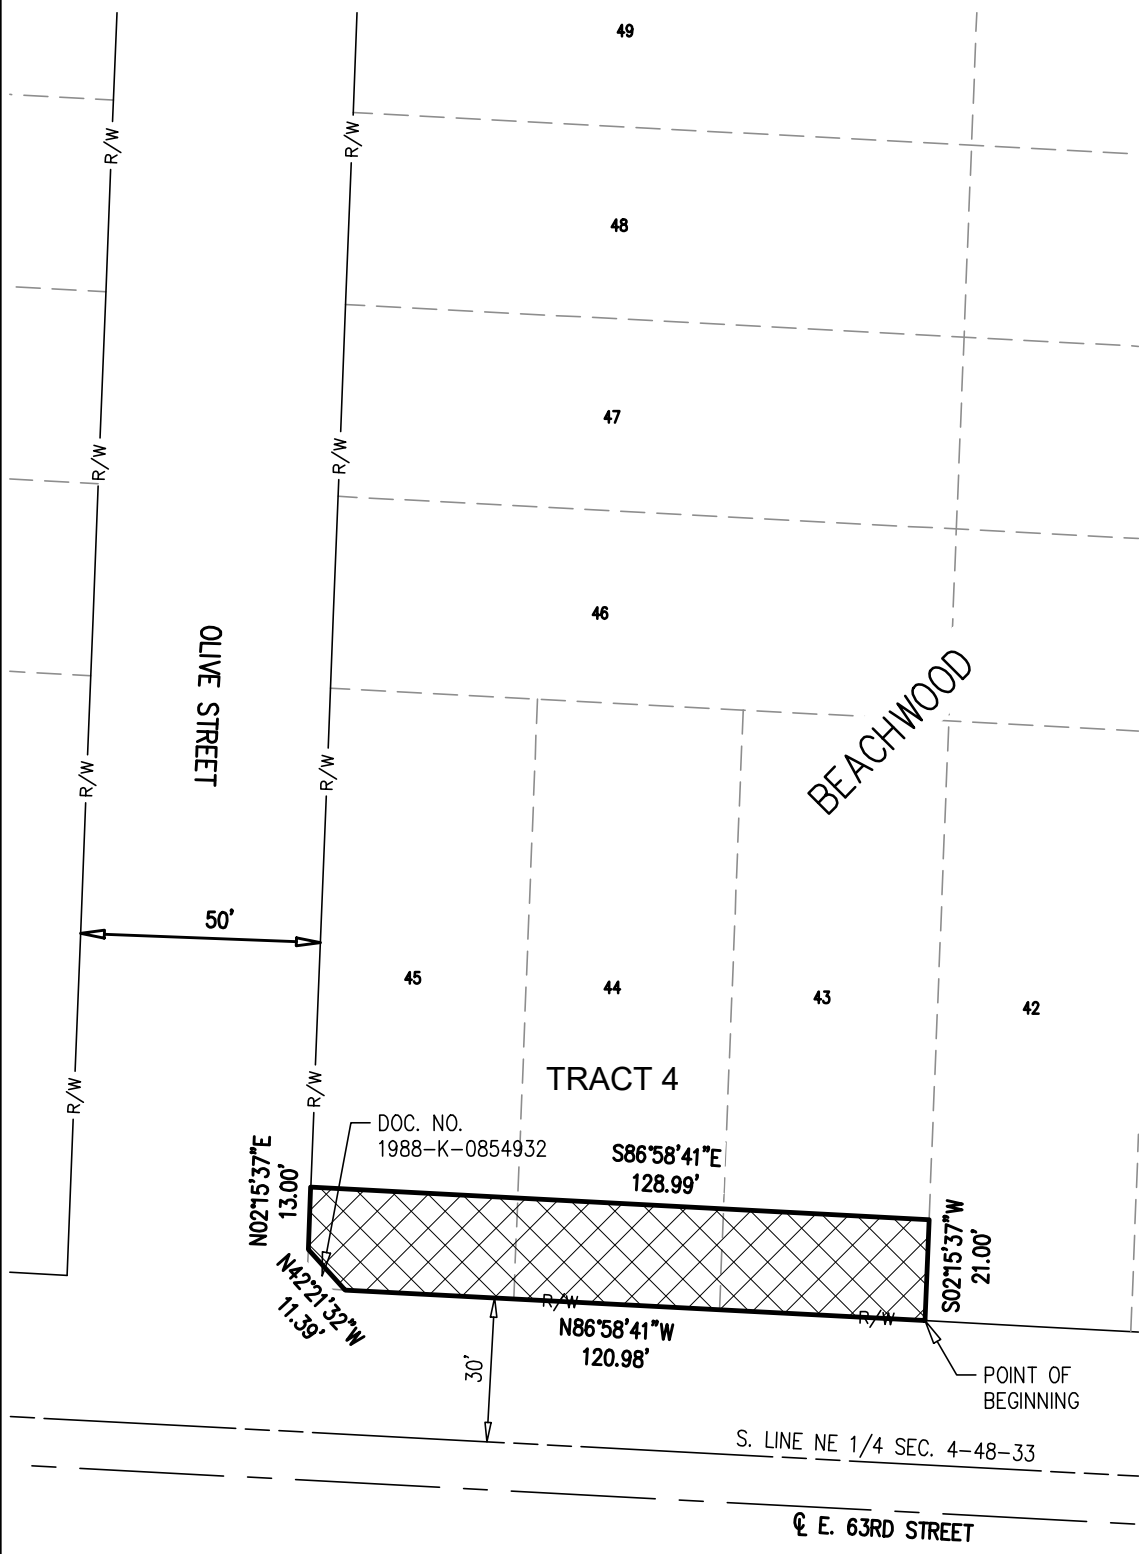 49
R/W
R/W
48
47
R/W
R/W
46
OLIVE STREET
BEACHWOOD
R/W
R/W
50'
45
44
43
42
TRACT 4
R/W
R/W
DOC. NO.
1988-K-0854932
N02°15'37"E
13.00'
S86°58'41"E
128.99'
S02°15'37"W
21.00'
N42°21'32"W
11.39'
R/W
R/W
N86°58'41"W
120.98'
30'
POINT OF
BEGINNING
S. LINE NE 1/4 SEC. 4-48-33
℄ E. 63RD STREET